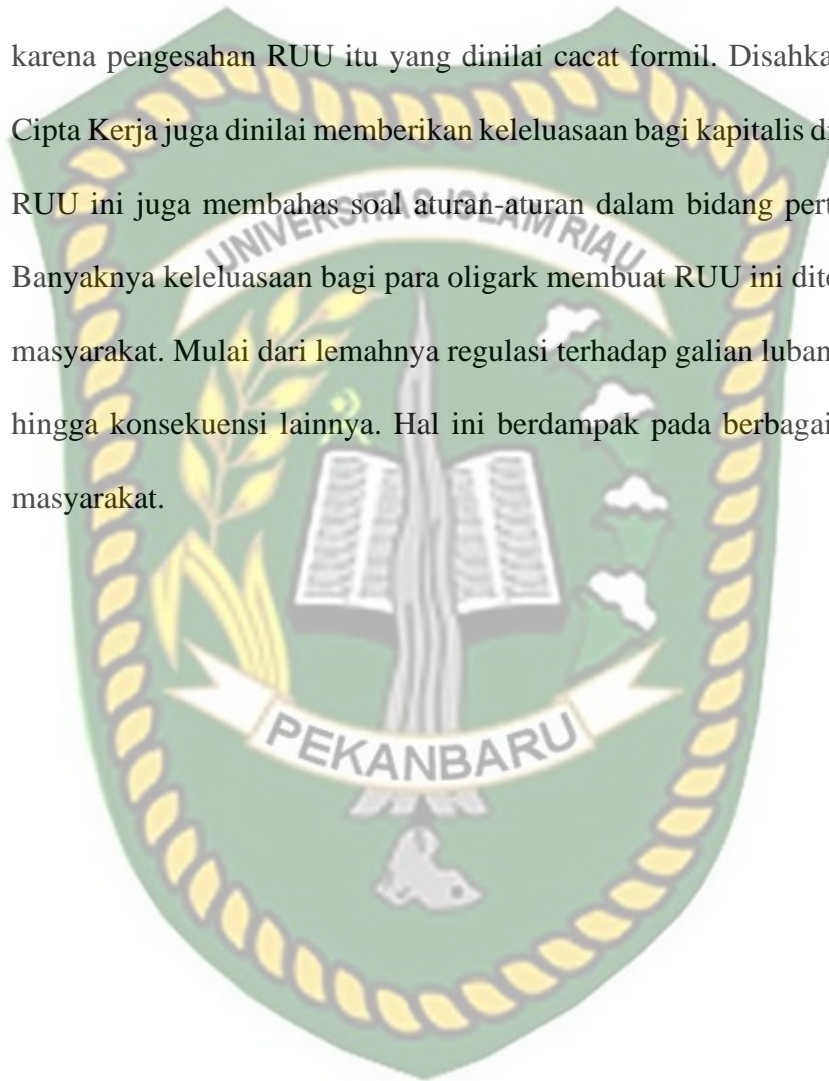 karena pengesahan RUU itu yang dinilai cacat formil. Disahka
Cipta Kerja juga dinilai memberikan keleluasaan bagi kapitalis di
RUU ini juga membahas soal aturan-aturan dalam bidang pert
UNIVERSITAS ISLAM RIAU
Banyaknya keleluasaan bagi para oligark membuat RUU ini dit
masyarakat. Mulai dari lemahnya regulasi terhadap galian luban
hingga konsekuensi lainnya. Hal ini berdampak pada berbagai
masyarakat.
PEKANBARU